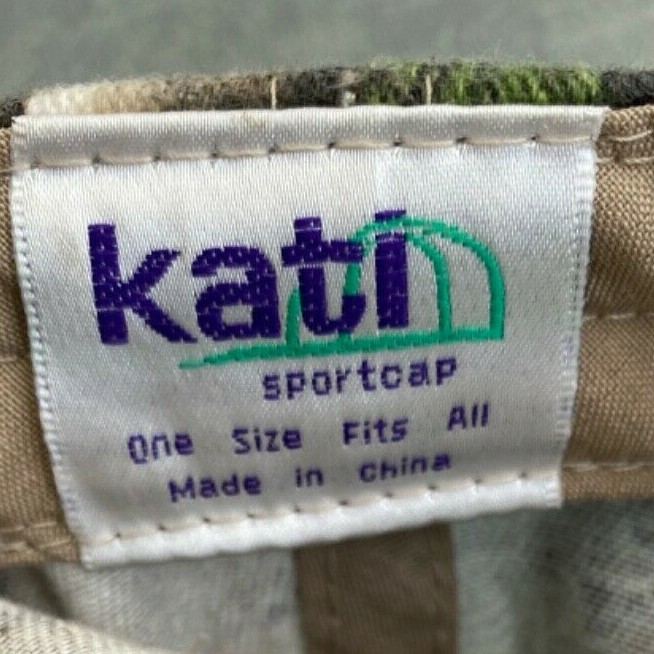 kati
sportcap
One Size Fits All
Made in China